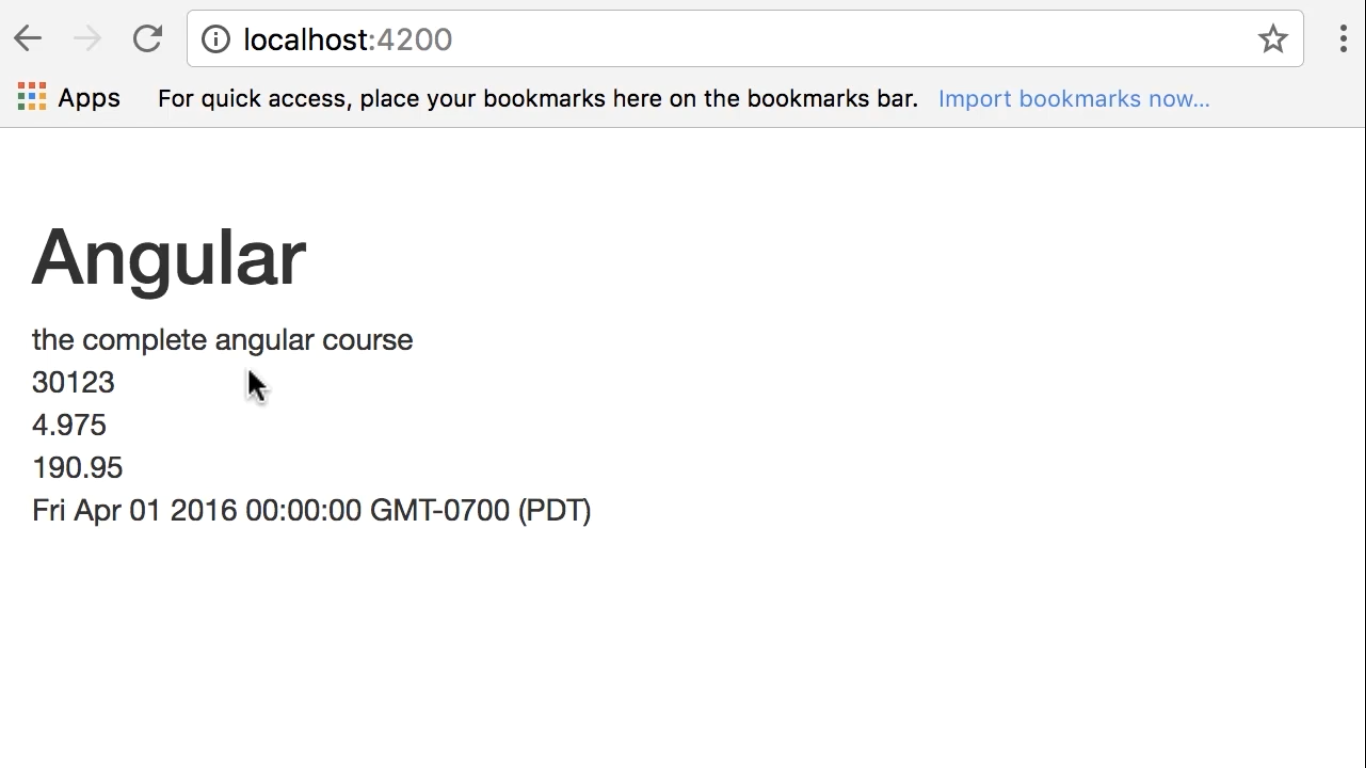 localhost:4200
Apps For quick access, place your bookmarks here on the bookmarks bar. Import bookmarks now...
Angular
the complete angular course
30123
4.975
190.95
Fri Apr 01 2016 00:00:00 GMT-0700 (PDT)